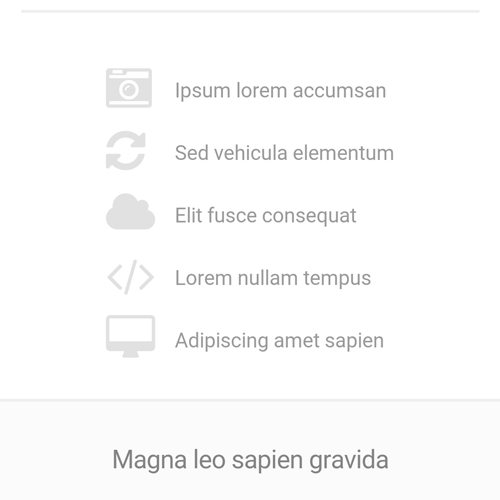 Ipsum lorem accumsan
Sed vehicula elementum
Elit fusce consequat
Lorem nullam tempus
Adipiscing amet sapien
Magna leo sapien gravida